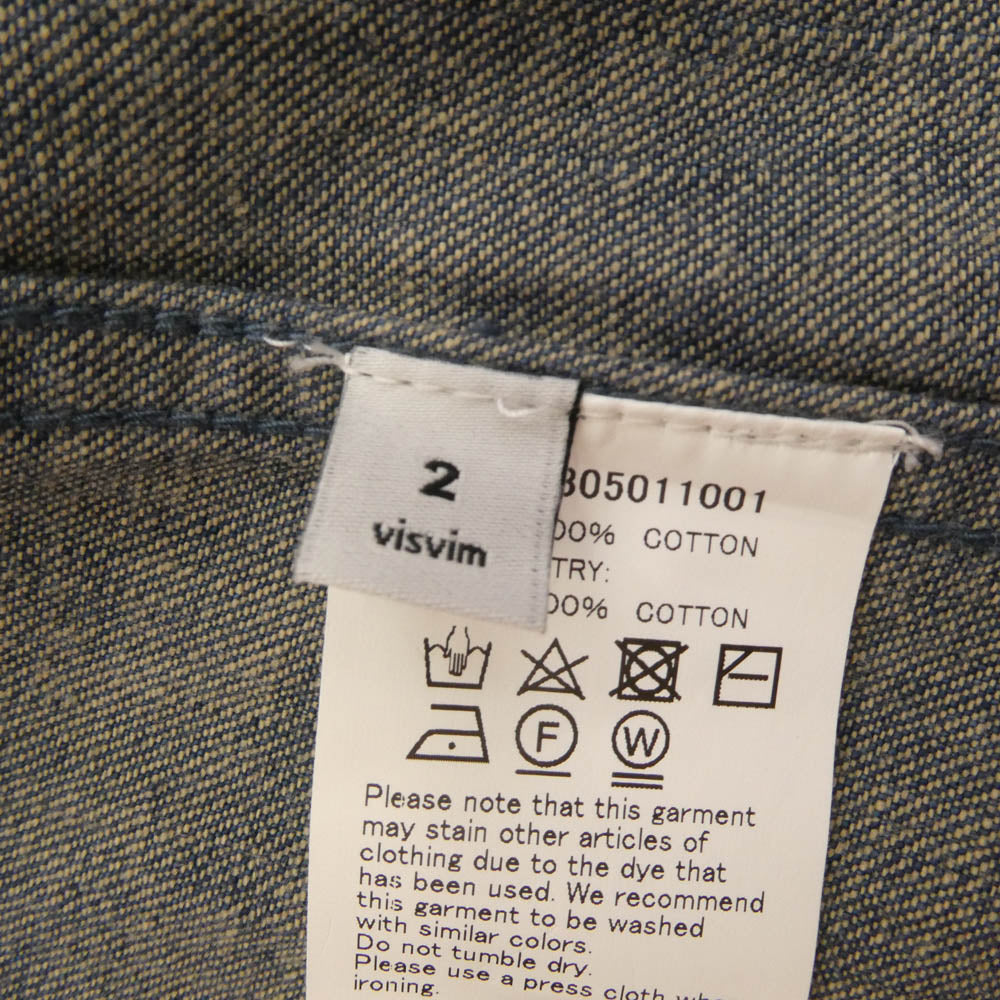 2
visvim
305011001
00% COTTON
TRY:
00% COTTON
F
W
Please note that this garment
may stain other articles of
clothing due to the dye that
has been used. We recommend
this garment to be washed
with similar colors.
Do not tumble dry.
Please use a press cloth
ironing.